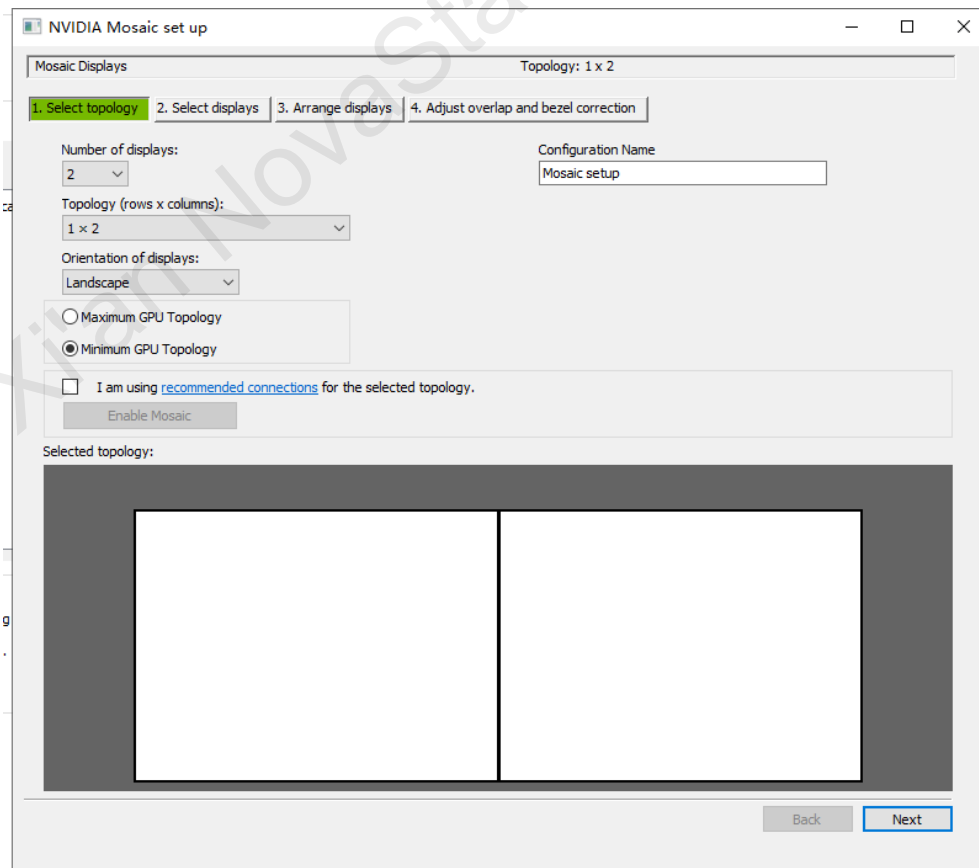 NVIDIA Mosaic set up
Mosaic Displays
Topology: 1 x 2
1. Select topology
2. Select displays
3. Arrange displays
4. Adjust overlap and bezel correction
Number of displays:
2
Configuration Name
Mosaic setup
Topology (rows x columns):
1 × 2
Orientation of displays:
Landscape
Maximum GPU Topology
Minimum GPU Topology
I am using recommended connections for the selected topology.
Enable Mosaic
Selected topology:
Back
Next
Xi'an NovaSta